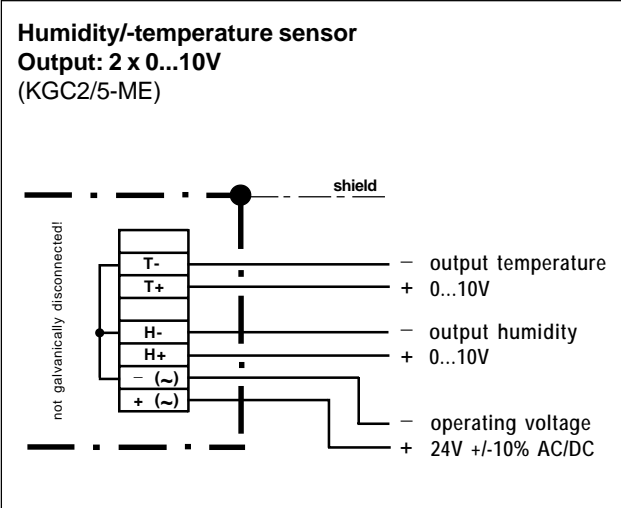 Humidity/-temperature sensor
Output: 2 x 0...10V
(KGC2/5-ME)
shield
not galvanically disconnected!
T-
T+
H-
H+
− (~)
+ (~)
− output temperature
+ 0...10V
− output humidity
+ 0...10V
− operating voltage
+ 24V +/-10% AC/DC